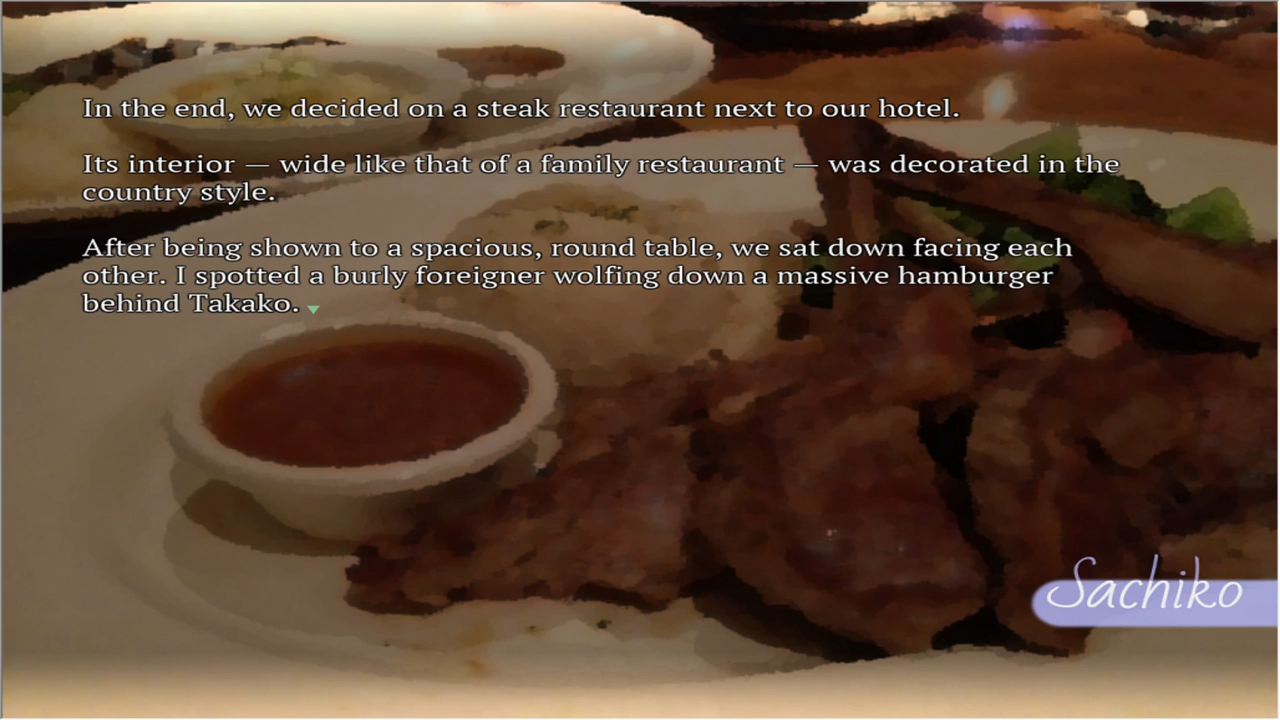 In the end, we decided on a steak restaurant next to our hotel.
Its interior — wide like that of a family restaurant — was decorated in the
country style.
After being shown to a spacious, round table, we sat down facing each
other. I spotted a burly foreigner wolfing down a massive hamburger
behind Takako.
Sachiko